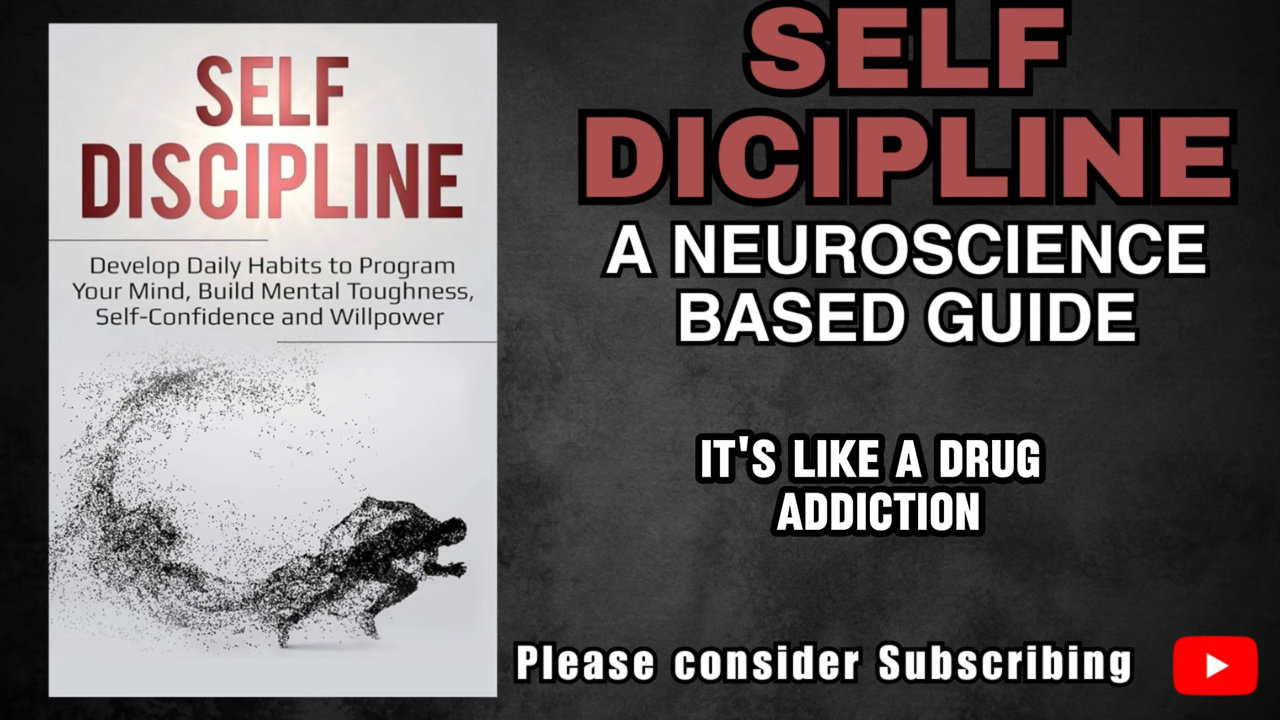 SELF
DISCIPLINE
Develop Daily Habits to Program
Your Mind, Build Mental Toughness,
Self-Confidence and Willpower
SELF
DICIPLINE
A NEUROSCIENCE
BASED GUIDE
IT'S LIKE A DRUG
ADDICTION
Please consider Subscribing